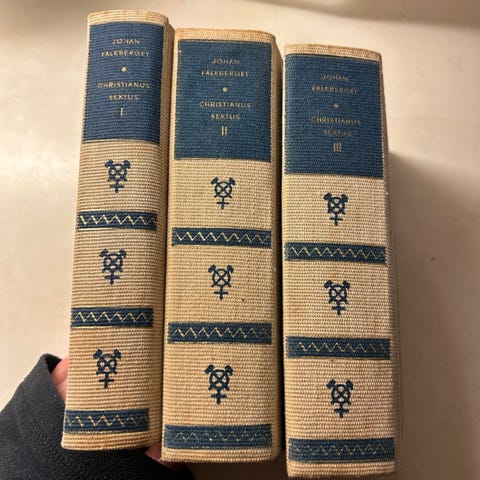 JOHAN
FALKBERGET
CHRISTIANUS
SEXTUS
I
JOHAN
FALKBERGET
CHRISTIANUS
SEXTUS
II
JOHAN
FALKBERGET
CHRISTIANUS
SEXTUS
III